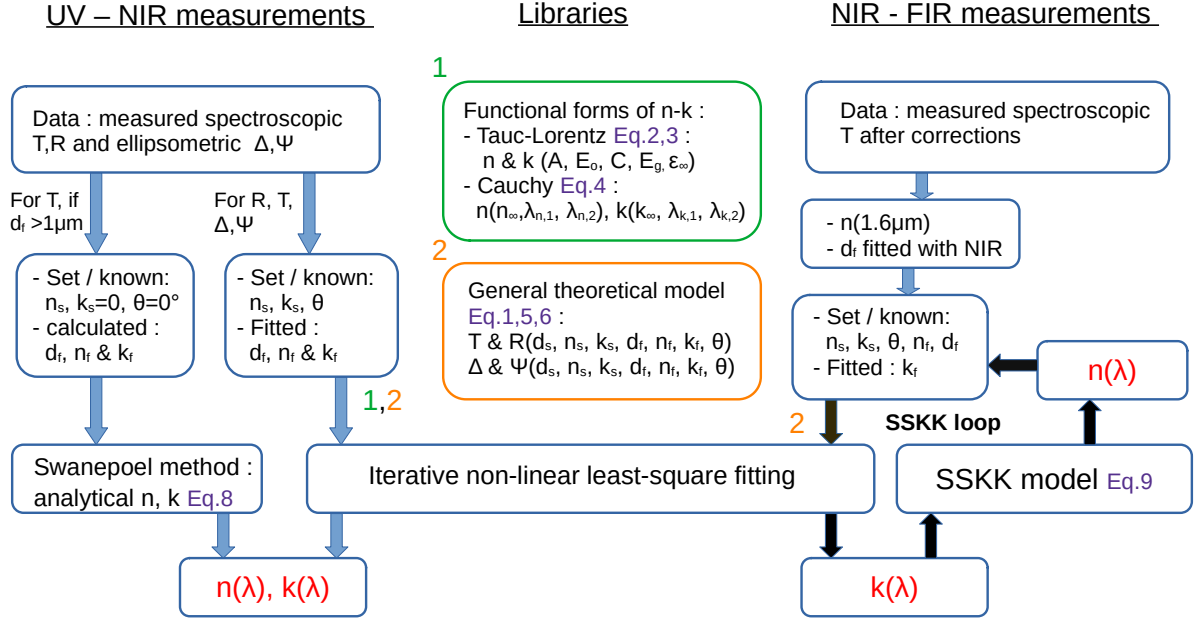 UV – NIR measurements
Data : measured spectroscopic
T,R and ellipsometric Δ,Ψ
For T, if
df >1μm
For R, T,
Δ,Ψ
- Set / known:
ns, ks=0, θ=0°
- calculated :
df, nf & kf
- Set / known:
ns, ks, θ
- Fitted :
df, nf & kf
1,2
Swanepoel method :
analytical n, k Eq.8
Iterative non-linear least-square fitting
n(λ), k(λ)
Libraries
1
Functional forms of n-k :
- Tauc-Lorentz Eq.2,3 :
n & k (A, Eo, C, Eg, ε∞)
- Cauchy Eq.4 :
n(n∞,λn,1, λn,2), k(k∞, λk,1, λk,2)
2
General theoretical model
Eq.1,5,6 :
T & R(ds, ns, ks, df, nf, kf, θ)
Δ & Ψ(ds, ns, ks, df, nf, kf, θ)
NIR - FIR measurements
Data : measured spectroscopic
T after corrections
- n(1.6μm)
- df fitted with NIR
- Set / known:
ns, ks, θ, nf, df
- Fitted : kf
n(λ)
2
SSKK loop
SSKK model Eq.9
k(λ)